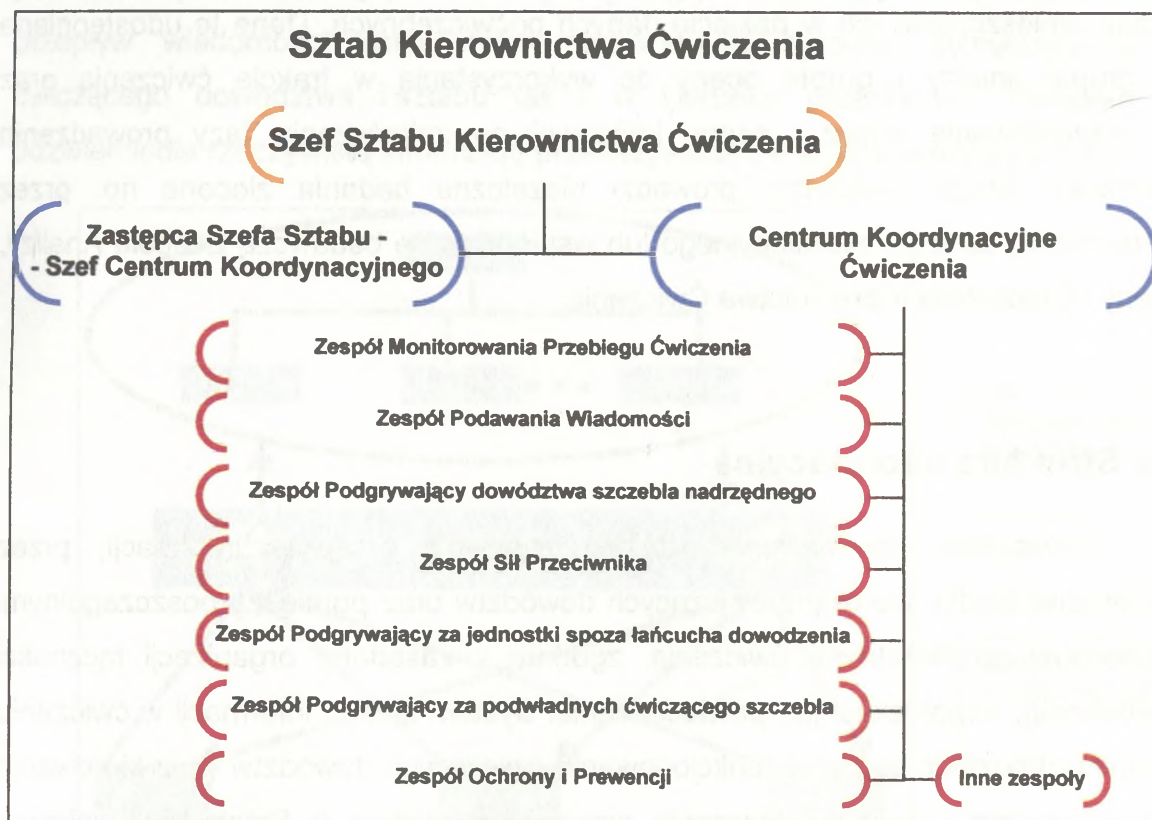 Sztab Kierownictwa Ćwiczenia
Szef Sztabu Kierownictwa Ćwiczenia
Zastępca Szefa Sztabu -
- Szef Centrum Koordynacyjnego
Centrum Koordynacyjne
Ćwiczenia
Zespół Monitorowania Przebiegu Ćwiczenia
Zespół Podawania Wiadomości
Zespół Podgrywający dowództwa szczebla nadrzędnego
Zespół Sił Przeciwnika
Zespół Podgrywający za jednostki spoza łańcucha dowodzenia
Zespół Podgrywający za podwładnych ćwiczącego szczebla
Zespół Ochrony i Prewencji
Inne zespoły